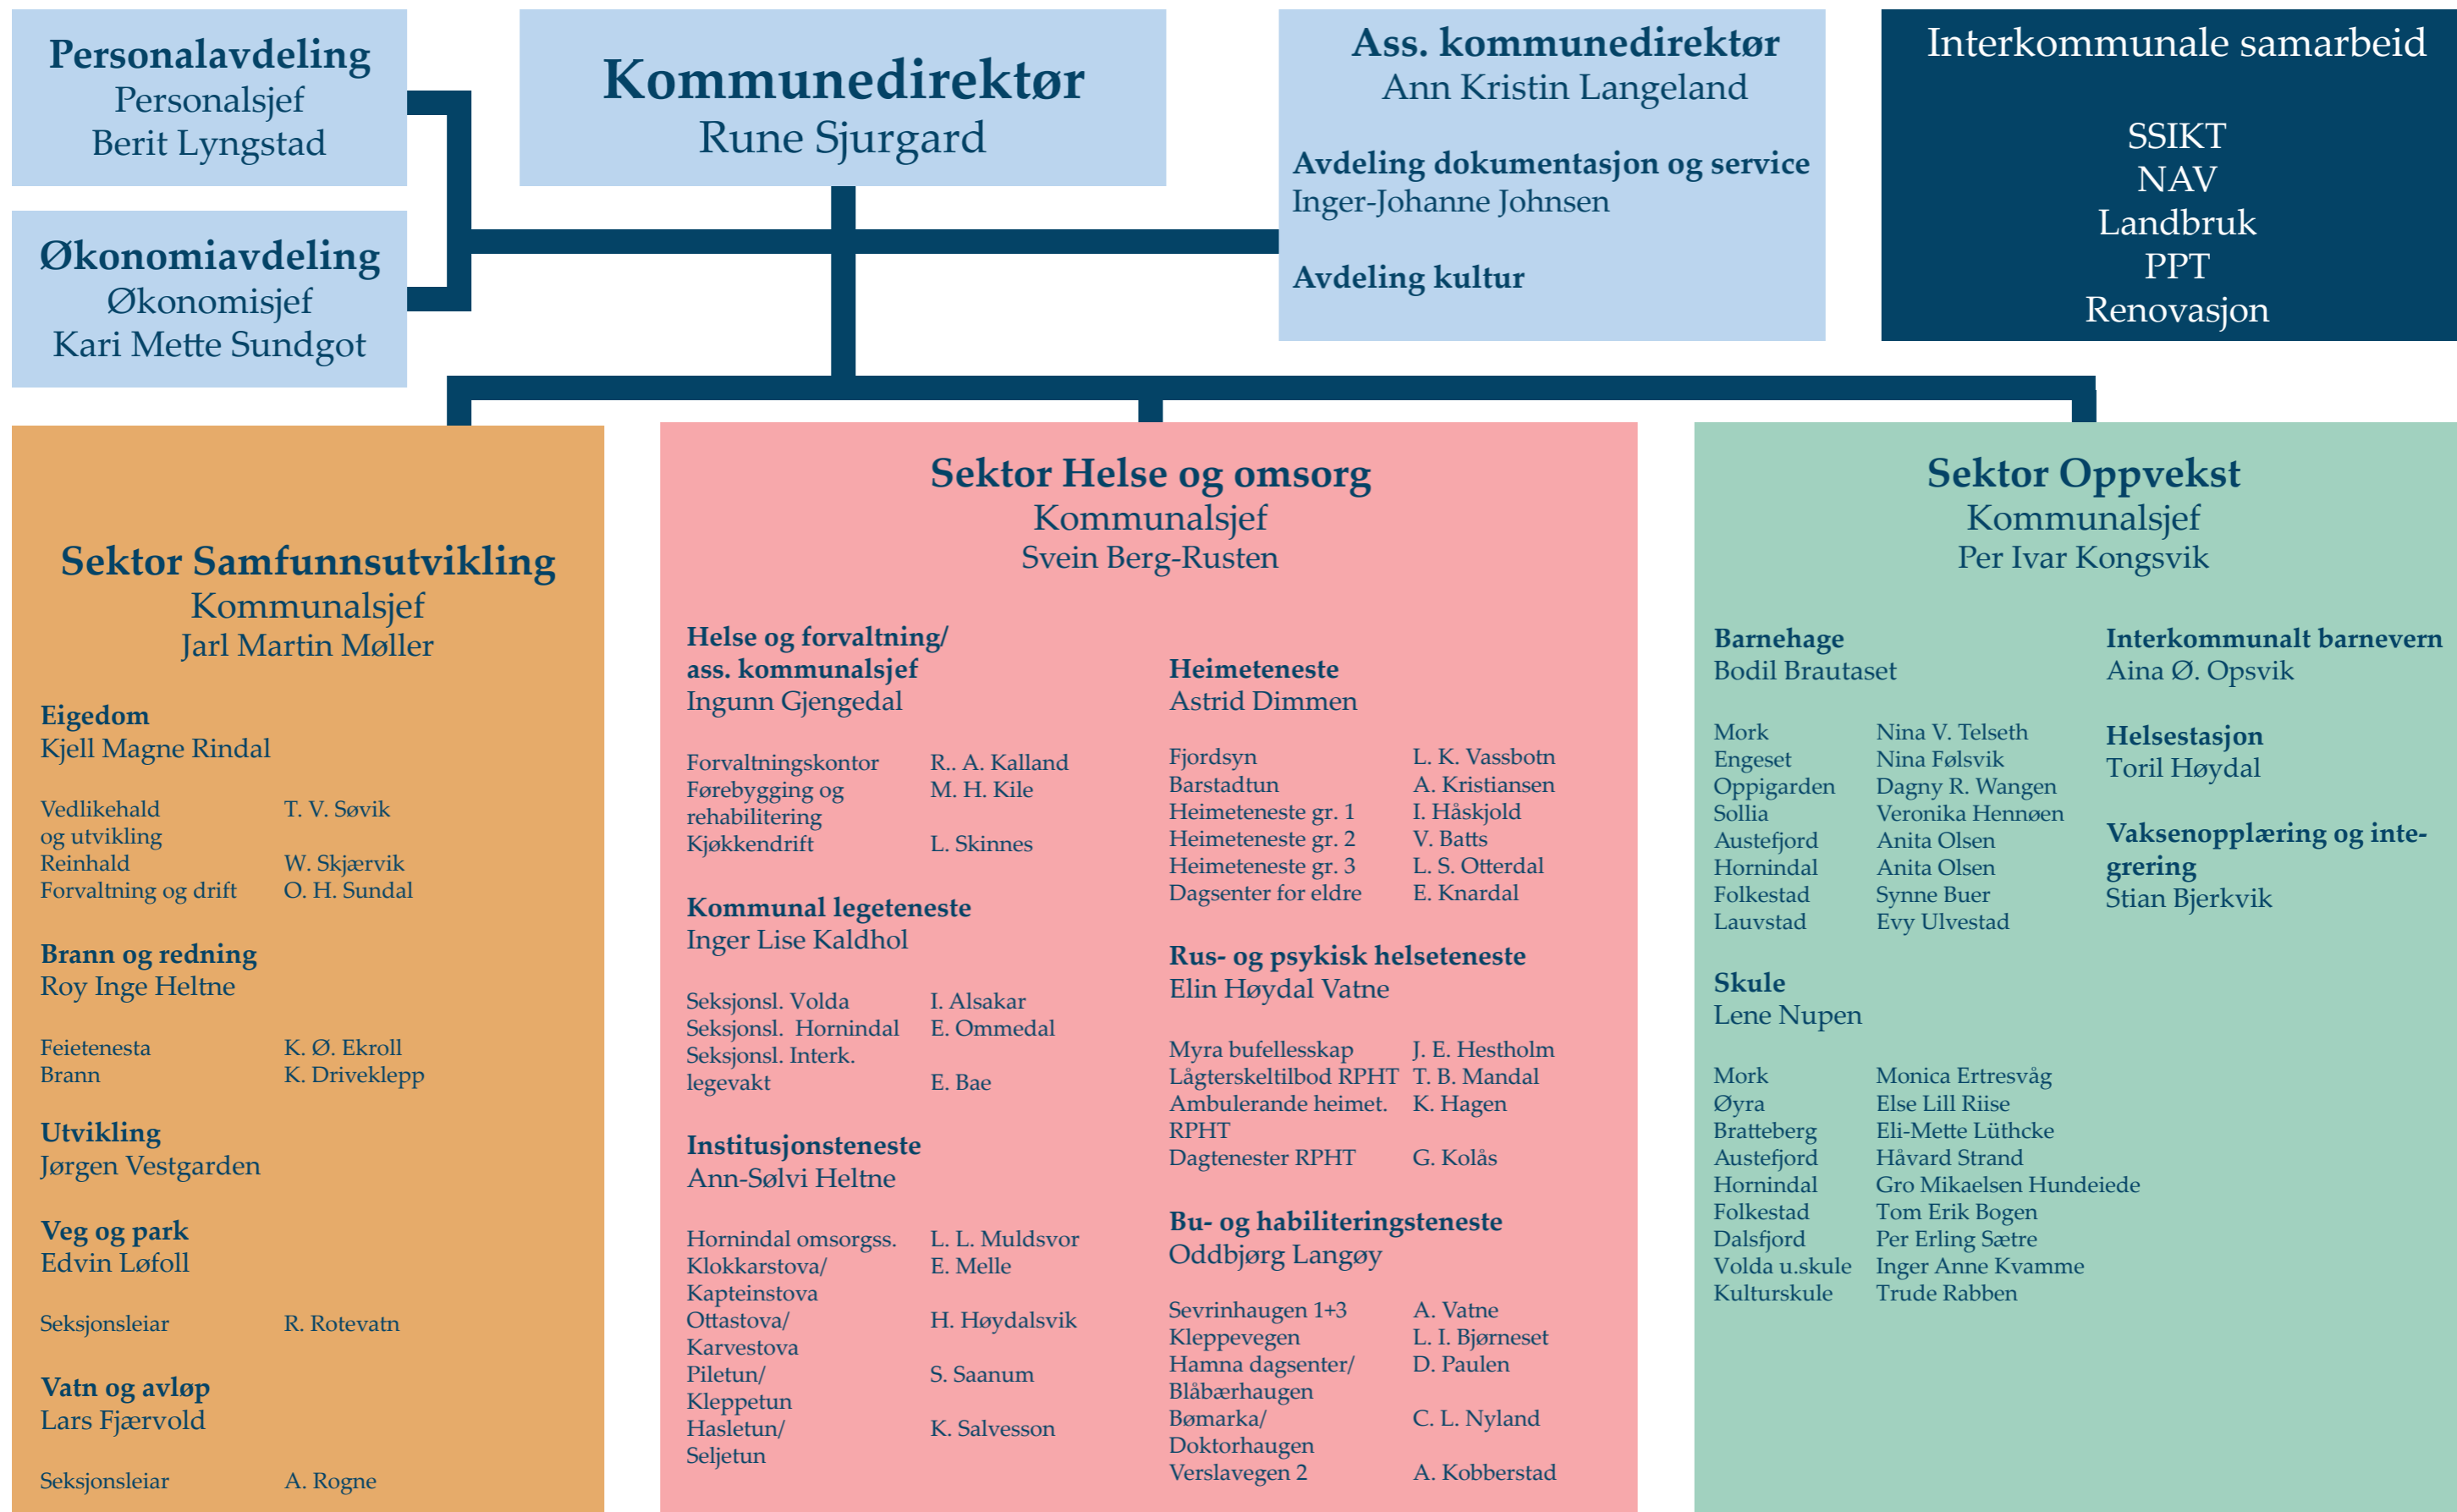 Personalavdeling
Personalsjef
Berit Lyngstad
Økonomiavdeling
Økonomisjef
Kari Mette Sundgot
Kommunedirektør
Rune Sjurgard
Ass. kommunedirektør
Ann Kristin Langeland
Avdeling dokumentasjon og service
Inger-Johanne Johnsen
Avdeling kultur
Interkommunale samarbeid
SSIKT
NAV
Landbruk
PPT
Renovasjon
Sektor Samfunnsutvikling
Kommunalsjef
Jarl Martin Møller
Eigedom
Kjell Magne Rindal
Vedlikehald T. V. Søvik
og utvikling
Reinhald W. Skjærvik
Forvaltning og drift O. H. Sundal
Brann og redning
Roy Inge Heltne
Feietenesta K. Ø. Ekroll
Brann K. Driveklepp
Utvikling
Jørgen Vestgarden
Veg og park
Edvin Løfoll
Seksjonsleiar R. Rotevatn
Vatn og avløp
Lars Fjærvold
Seksjonsleiar A. Rogne
Sektor Helse og omsorg
Kommunalsjef
Svein Berg-Rusten
Helse og forvaltning/
ass. kommunalsjef
Ingunn Gjengedal
Forvaltningskontor R.. A. Kalland
Førebygging og M. H. Kile
rehabilitering
Kjøkkendrift L. Skinnes
Kommunal legeteneste
Inger Lise Kaldhol
Seksjonsl. Volda I. Alsakar
Seksjonsl. Hornindal E. Ommedal
Seksjonsl. Interk.
legevakt E. Bae
Institusjonsteneste
Ann-Sølvi Heltne
Hornindal omsorgss. L. L. Muldsvor
Klokkarstova/ E. Melle
Kapteinstova
Ottastova/ H. Høydalsvik
Karvestova
Piletun/ S. Saanum
Kleppetun
Hasletun/ K. Salvesson
Seljetun
Heimeteneste
Astrid Dimmen
Fjordsyn L. K. Vassbotn
Barstadtun A. Kristiansen
Heimeteneste gr. 1 I. Håskjold
Heimeteneste gr. 2 V. Batts
Heimeteneste gr. 3 L. S. Otterdal
Dagsenter for eldre E. Knardal
Rus- og psykisk helseteneste
Elin Høydal Vatne
Myra bufellesskap J. E. Hestholm
Lågterskeltilbod RPHT T. B. Mandal
Ambulerande heimet. K. Hagen
RPHT
Dagtenester RPHT G. Kolås
Bu- og habiliteringsteneste
Oddbjørg Langøy
Sevrinhaugen 1+3 A. Vatne
Kleppevegen L. I. Bjørneset
Hamna dagsenter/ D. Paulen
Blåbærhaugen
Bømarka/ C. L. Nyland
Doktorhaugen
Verslavegen 2 A. Kobberstad
Sektor Oppvekst
Kommunalsjef
Per Ivar Kongsvik
Barnehage
Bodil Brautaset
Mork Nina V. Telseth
Engeset Nina Følsvik
Oppigarden Dagny R. Wangen
Sollia Veronika Hennøen
Austefjord Anita Olsen
Hornindal Anita Olsen
Folkestad Synne Buer
Lauvstad Evy Ulvestad
Skule
Lene Nupen
Mork Monica Ertresvåg
Øyra Else Lill Riise
Bratteberg Eli-Mette Lüthcke
Austefjord Håvard Strand
Hornindal Gro Mikaelsen Hundeiede
Folkestad Tom Erik Bogen
Dalsfjord Per Erling Sætre
Volda u.skule Inger Anne Kvamme
Kulturskule Trude Rabben
Interkommunalt barnevern
Aina Ø. Opsvik
Helsestasjon
Toril Høydal
Vaksenopplæring og inte-
grering
Stian Bjerkvik